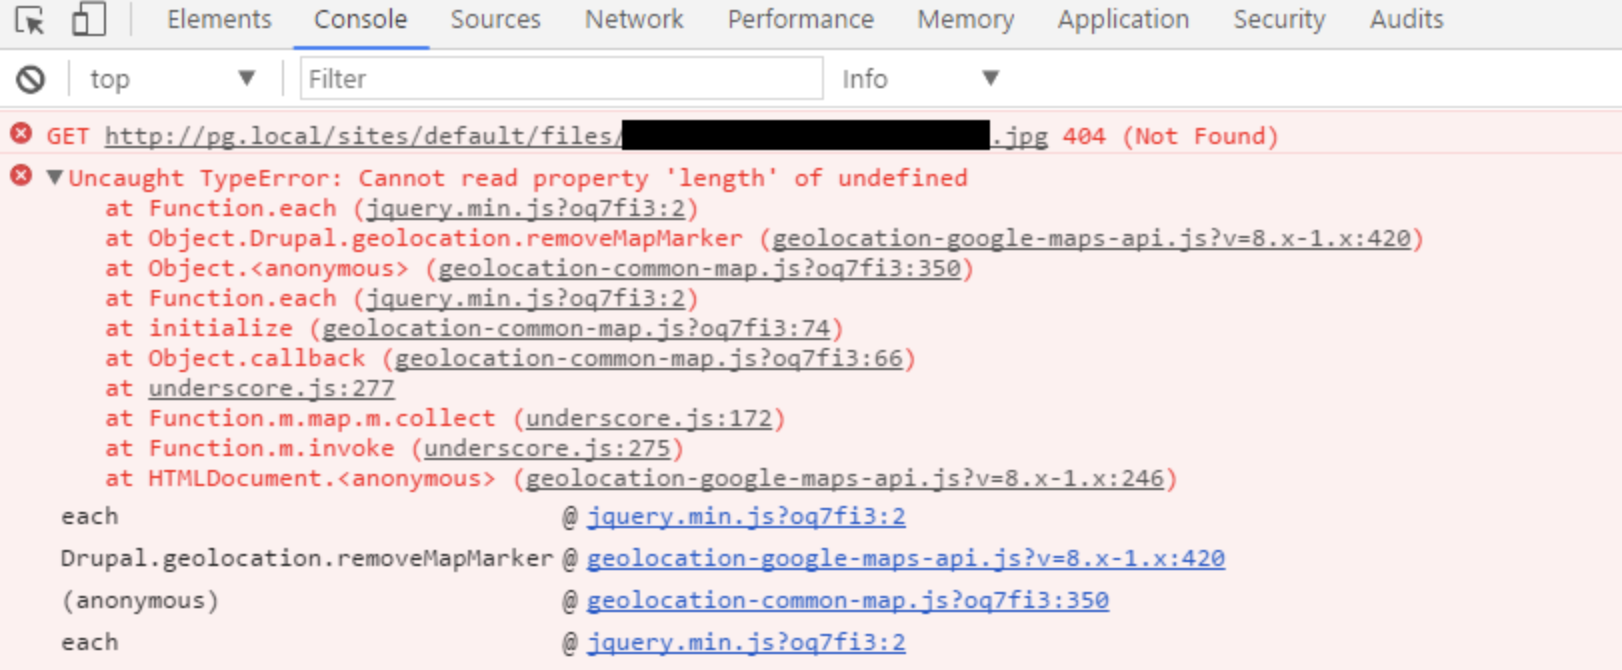 Elements Console Sources Network Performance Memory Application Security Audits
top Filter Info
GET http://pg.local/sites/default/files/ .jpg 404 (Not Found)
Uncaught TypeError: Cannot read property 'length' of undefined
at Function.each (jquery.min.js?oq7fi3:2)
at Object.Drupal.geolocation.removeMapMarker (geolocation-google-maps-api.js?v=8.x-1.x:420)
at Object.<anonymous> (geolocation-common-map.js?oq7fi3:350)
at Function.each (jquery.min.js?oq7fi3:2)
at initialize (geolocation-common-map.js?oq7fi3:74)
at Object.callback (geolocation-common-map.js?oq7fi3:66)
at underscore.js:277
at Function.m.map.m.collect (underscore.js:172)
at Function.m.invoke (underscore.js:275)
at HTMLDocument.<anonymous> (geolocation-google-maps-api.js?v=8.x-1.x:246)
each @ jquery.min.js?oq7fi3:2
Drupal.geolocation.removeMapMarker @ geolocation-google-maps-api.js?v=8.x-1.x:420
(anonymous) @ geolocation-common-map.js?oq7fi3:350
each @ jquery.min.js?oq7fi3:2